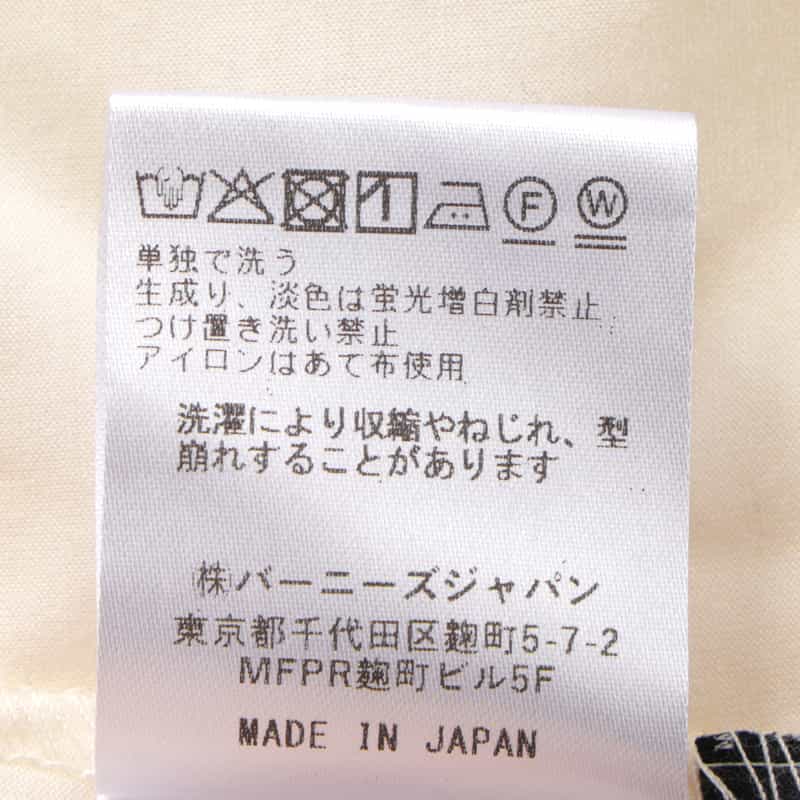 F W
単独で洗う
生成り、淡色は蛍光増白剤禁止
つけ置き洗い禁止
アイロンはあて布使用
洗濯により収縮やねじれ、型
崩れすることがあります
㈱バーニーズジャパン
東京都千代田区麹町5-7-2
MFPR麹町ビル5F
MADE IN JAPAN